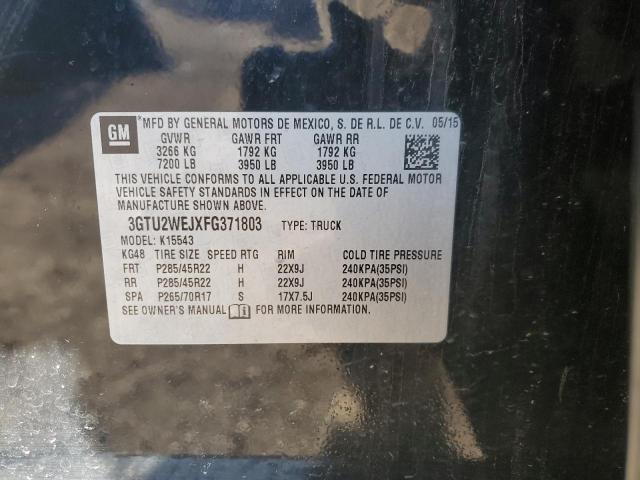 GM
*MFD BY GENERAL MOTORS DE MEXICO, S. DE R.L. DE C.V. 05/15
GVWR GAWR FRT GAWR RR
3266 KG 1792 KG 1792 KG
7200 LB 3950 LB 3950 LB
THIS VEHICLE CONFORMS TO ALL APPLICABLE U.S. FEDERAL MOTOR
VEHICLE SAFETY STANDARDS IN EFFECT ON THE DATE OF
MANUFACTURE SHOWN ABOVE.
3GTU2WEJXFG371803 TYPE: TRUCK
MODEL: K15543
KG48 TIRE SIZE SPEED RTG RIM COLD TIRE PRESSURE
FRT P285/45R22 H 22X9J 240KPA(35PSI)
RR P285/45R22 H 22X9J 240KPA(35PSI)
SPA P265/70R17 S 17X7.5J 240KPA(35PSI)
SEE OWNER'S MANUAL FOR MORE INFORMATION.